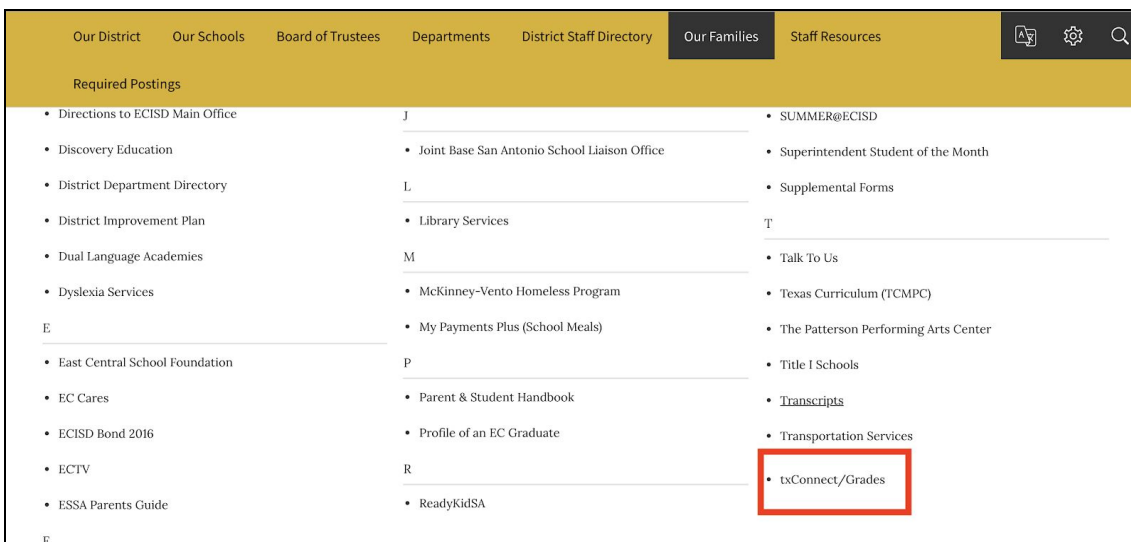 Our District Our Schools Board of Trustees Departments District Staff Directory Our Families Staff Resources
Required Postings
Directions to ECISD Main Office
Discovery Education
District Department Directory
District Improvement Plan
Dual Language Academies
Dyslexia Services
E
East Central School Foundation
EC Cares
ECISD Bond 2016
ECTV
ESSA Parents Guide
F
J
Joint Base San Antonio School Liaison Office
L
Library Services
M
McKinney-Vento Homeless Program
My Payments Plus (School Meals)
P
Parent & Student Handbook
Profile of an EC Graduate
R
ReadyKidSA
SUMMER@ECISD
Superintendent Student of the Month
Supplemental Forms
T
Talk To Us
Texas Curriculum (TCMPC)
The Patterson Performing Arts Center
Title I Schools
Transcripts
Transportation Services
txConnect/Grades